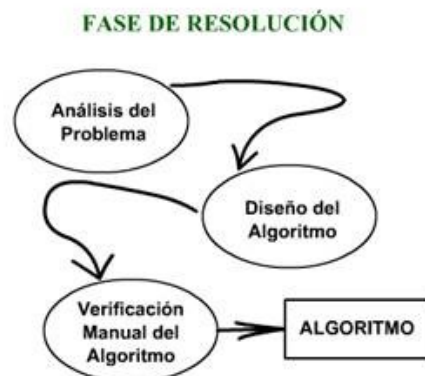 FASE DE RESOLUCIÓN
Análisis del
Problema
Diseño del
Algoritmo
Verificación
Manual del
Algoritmo
ALGORITMO